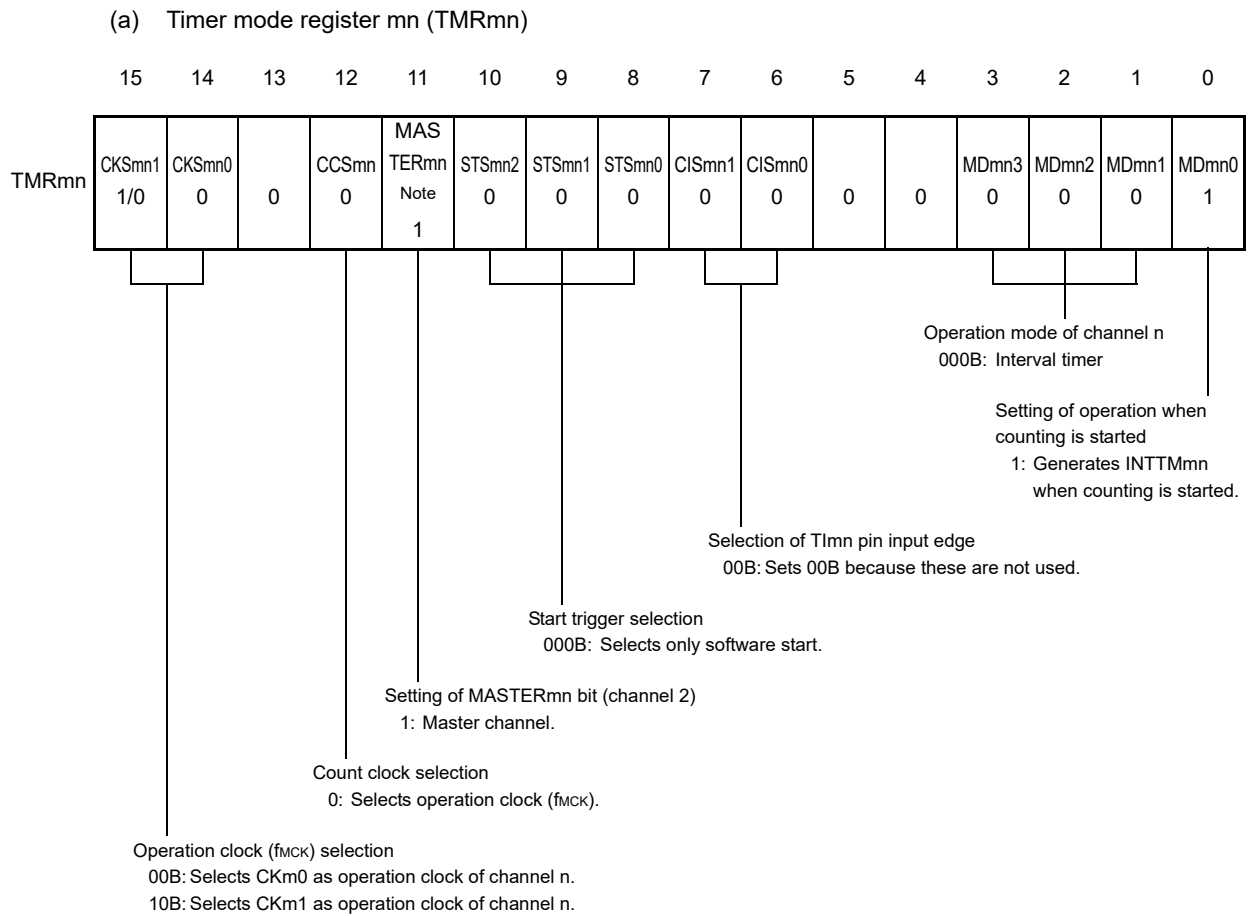 (a) Timer mode register mn (TMRmn)
15 14 13 12 11 10 9 8 7 6 5 4 3 2 1 0
TMRmn
CKSmn1 1/0
CKSmn0 0
0
CCSmn 0
MAS
TERmn
Note
1
STSmn2 0
STSmn1 0
STSmn0 0
CISmn1 0
CISmn0 0
0
0
MDmn3 0
MDmn2 0
MDmn1 0
MDmn0 1
Operation mode of channel n
000B: Interval timer
Setting of operation when
counting is started
1: Generates INTTMmn
when counting is started.
Selection of TImn pin input edge
00B: Sets 00B because these are not used.
Start trigger selection
000B: Selects only software start.
Setting of MASTERmn bit (channel 2)
1: Master channel.
Count clock selection
0: Selects operation clock (fMCK).
Operation clock (fMCK) selection
00B: Selects CKm0 as operation clock of channel n.
10B: Selects CKm1 as operation clock of channel n.